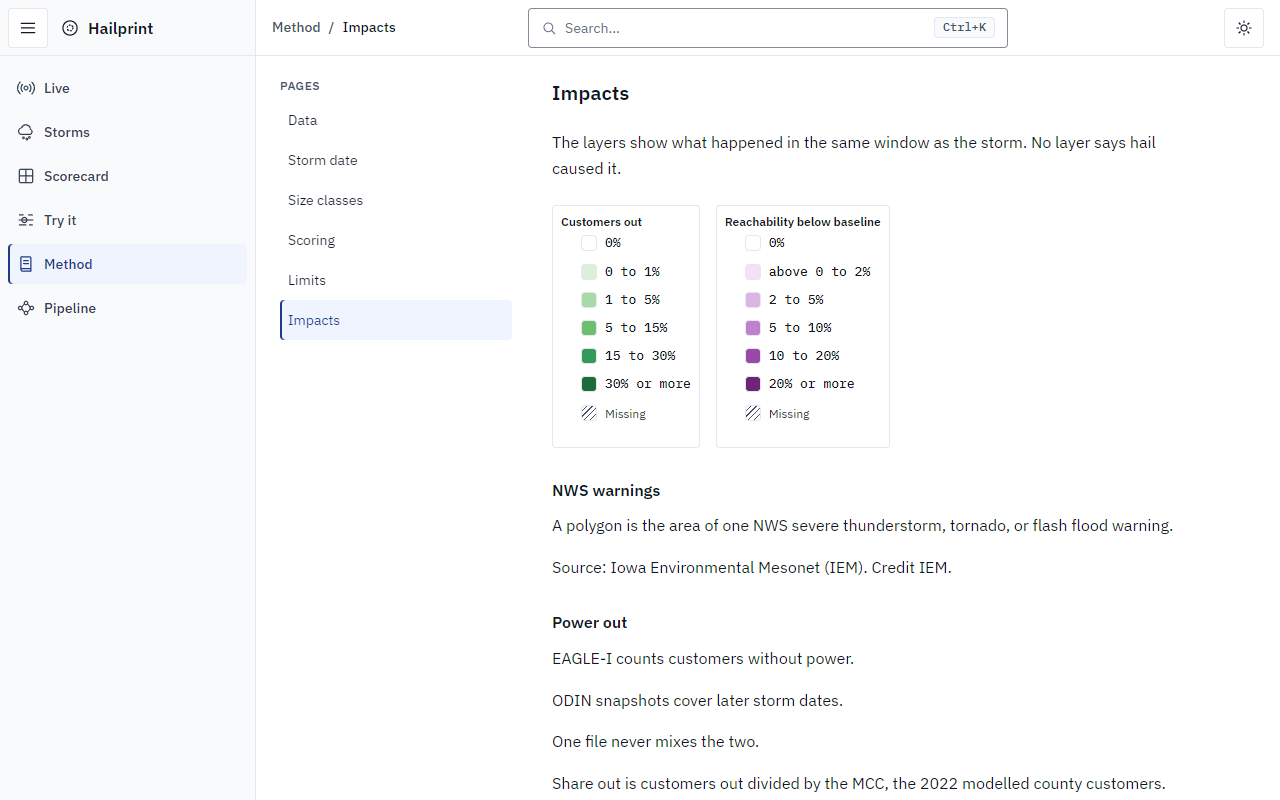 Hailprint
Method / Impacts
Search...
Ctrl+K
Live
Storms
Scorecard
Try it
Method
Pipeline
PAGES
Data
Storm date
Size classes
Scoring
Limits
Impacts
Impacts
The layers show what happened in the same window as the storm. No layer says hail
caused it.
Customers out
0%
0 to 1%
1 to 5%
5 to 15%
15 to 30%
30% or more
Missing
Reachability below baseline
0%
above 0 to 2%
2 to 5%
5 to 10%
10 to 20%
20% or more
Missing
NWS warnings
A polygon is the area of one NWS severe thunderstorm, tornado, or flash flood warning.
Source: Iowa Environmental Mesonet (IEM). Credit IEM.
Power out
EAGLE-I counts customers without power.
ODIN snapshots cover later storm dates.
One file never mixes the two.
Share out is customers out divided by the MCC, the 2022 modelled county customers.